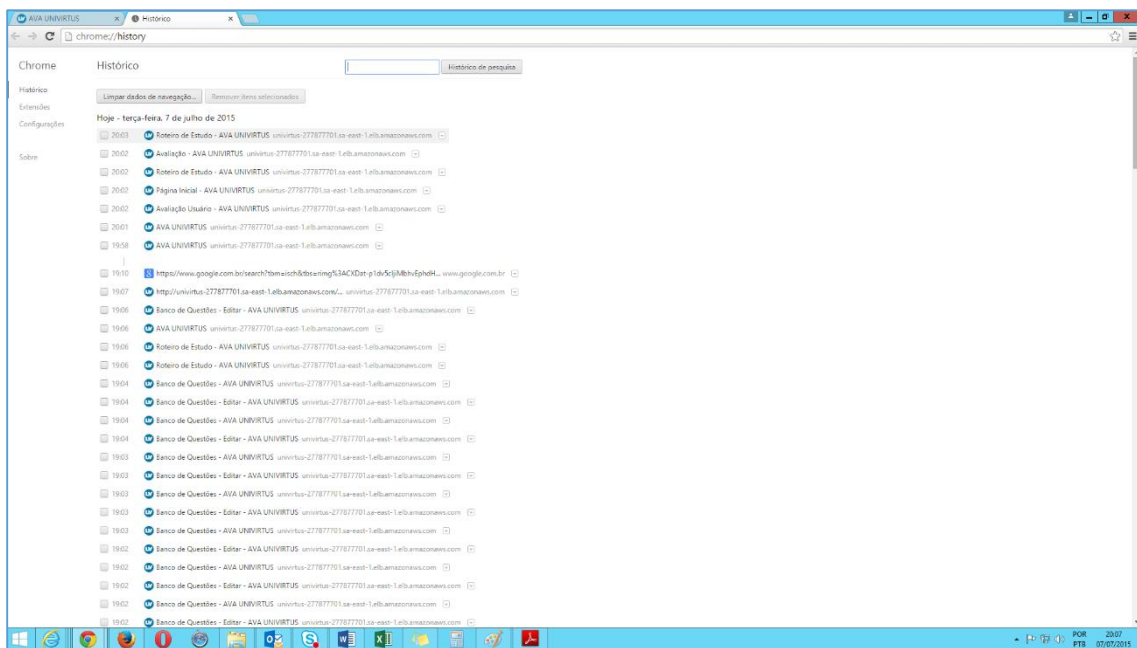 AVA UNIVIRTUS
Histórico
chrome://history
Chrome
Histórico
Histórico de pesquisa
Histórico
Extensões
Configurações
Sobre
Limpar dados de navegação...
Remover itens selecionados
Hoje - terça-feira, 7 de julho de 2015
20:03 Roteiro de Estudo - AVA UNIVIRTUS univirtus-277877701.sa-east-1.elb.amazonaws.com
20:02 Avaliação - AVA UNIVIRTUS univirtus-277877701.sa-east-1.elb.amazonaws.com
20:02 Roteiro de Estudo - AVA UNIVIRTUS univirtus-277877701.sa-east-1.elb.amazonaws.com
20:02 Página Inicial - AVA UNIVIRTUS univirtus-277877701.sa-east-1.elb.amazonaws.com
20:02 Avaliação Usuário - AVA UNIVIRTUS univirtus-277877701.sa-east-1.elb.amazonaws.com
20:01 AVA UNIVIRTUS univirtus-277877701.sa-east-1.elb.amazonaws.com
19:58 AVA UNIVIRTUS univirtus-277877701.sa-east-1.elb.amazonaws.com
19:10 www.google.com.br
19:07 http://univirtus-277877701.sa-east-1.elb.amazonaws.com/... univirtus-277877701.sa-east-1.elb.amazonaws.com
19:06 Banco de Questões - Editar - AVA UNIVIRTUS univirtus-277877701.sa-east-1.elb.amazonaws.com
19:06 AVA UNIVIRTUS univirtus-277877701.sa-east-1.elb.amazonaws.com
19:06 Roteiro de Estudo - AVA UNIVIRTUS univirtus-277877701.sa-east-1.elb.amazonaws.com
19:06 Roteiro de Estudo - AVA UNIVIRTUS univirtus-277877701.sa-east-1.elb.amazonaws.com
19:04 Banco de Questões - AVA UNIVIRTUS univirtus-277877701.sa-east-1.elb.amazonaws.com
19:04 Banco de Questões - Editar - AVA UNIVIRTUS univirtus-277877701.sa-east-1.elb.amazonaws.com
19:04 Banco de Questões - AVA UNIVIRTUS univirtus-277877701.sa-east-1.elb.amazonaws.com
19:04 Banco de Questões - Editar - AVA UNIVIRTUS univirtus-277877701.sa-east-1.elb.amazonaws.com
19:03 Banco de Questões - AVA UNIVIRTUS univirtus-277877701.sa-east-1.elb.amazonaws.com
19:03 Banco de Questões - Editar - AVA UNIVIRTUS univirtus-277877701.sa-east-1.elb.amazonaws.com
19:03 Banco de Questões - AVA UNIVIRTUS univirtus-277877701.sa-east-1.elb.amazonaws.com
19:03 Banco de Questões - Editar - AVA UNIVIRTUS univirtus-277877701.sa-east-1.elb.amazonaws.com
19:03 Banco de Questões - AVA UNIVIRTUS univirtus-277877701.sa-east-1.elb.amazonaws.com
19:02 Banco de Questões - Editar - AVA UNIVIRTUS univirtus-277877701.sa-east-1.elb.amazonaws.com
19:02 Banco de Questões - AVA UNIVIRTUS univirtus-277877701.sa-east-1.elb.amazonaws.com
19:02 Banco de Questões - Editar - AVA UNIVIRTUS univirtus-277877701.sa-east-1.elb.amazonaws.com
19:02 Banco de Questões - AVA UNIVIRTUS univirtus-277877701.sa-east-1.elb.amazonaws.com
19:02 Banco de Questões - Editar - AVA UNIVIRTUS univirtus-277877701.sa-east-1.elb.amazonaws.com
POR 20:07
PTB 07/07/2015